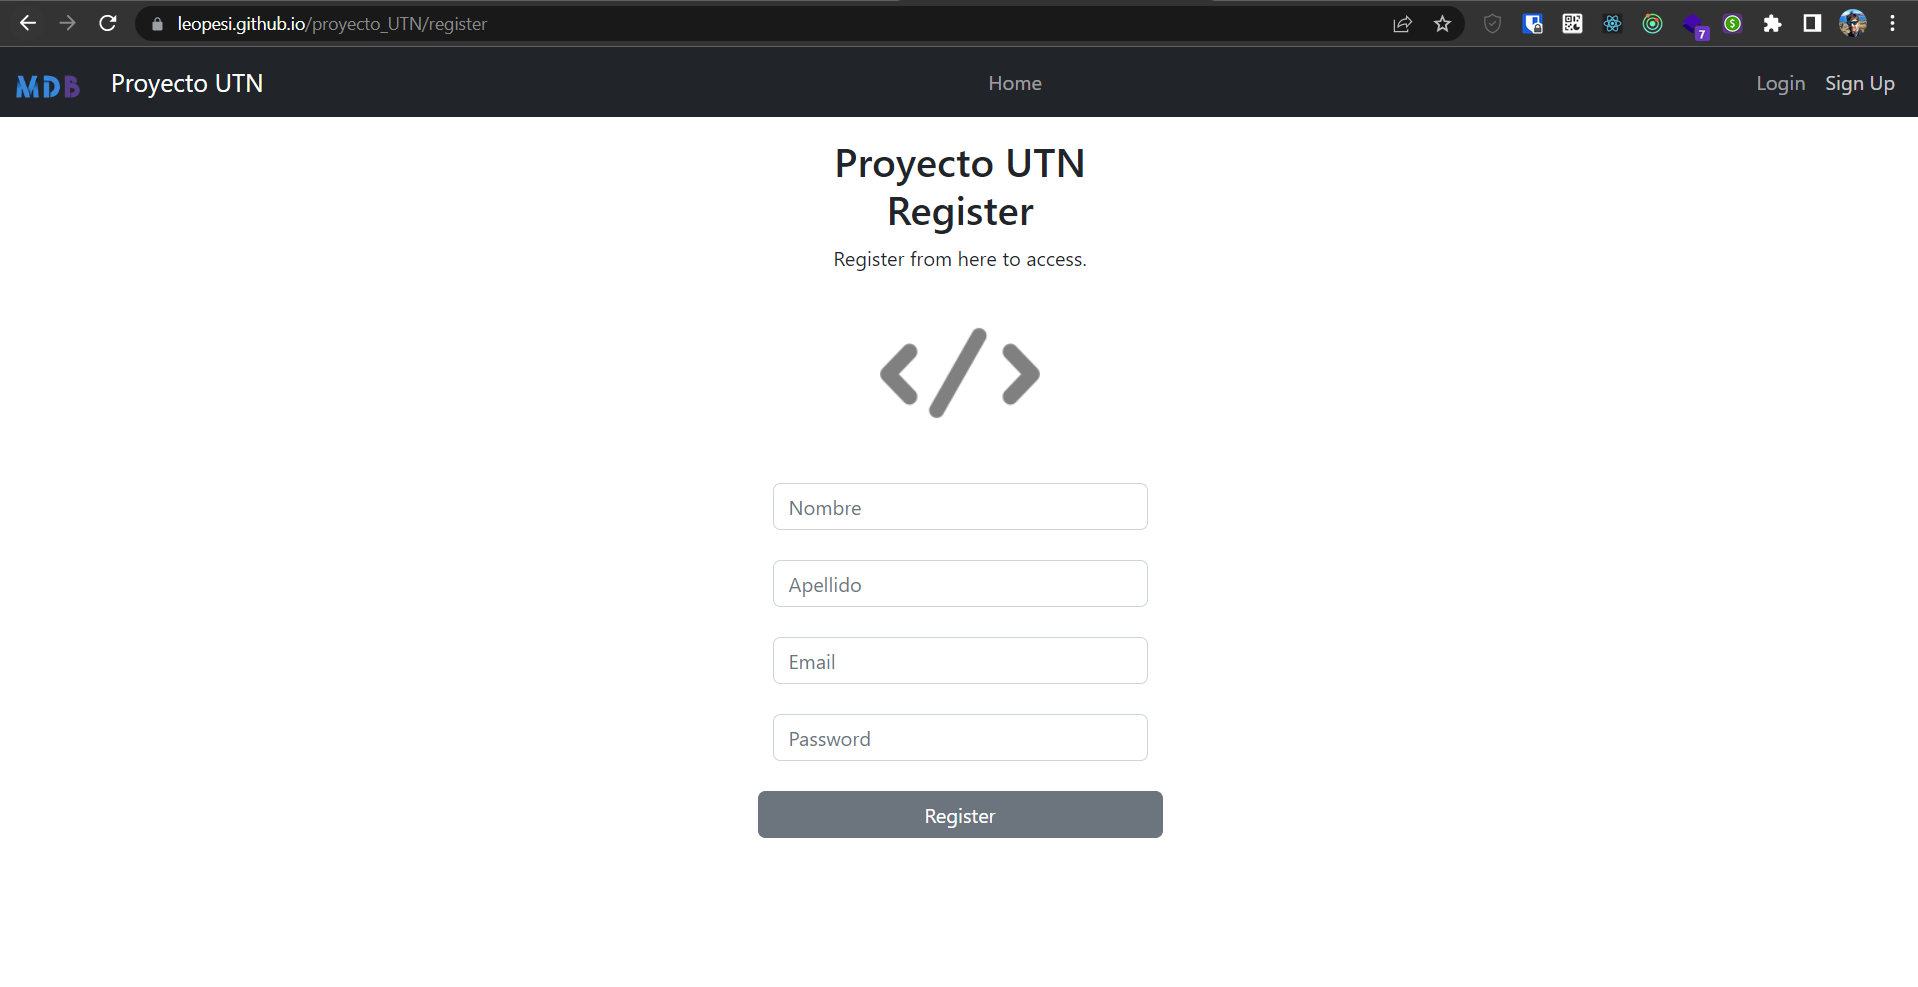 leopesi.github.io/proyecto_UTN/register
7
MDB Proyecto UTN Home Login Sign Up
Proyecto UTN
Register
Register from here to access.
</>
Nombre
Apellido
Email
Password
Register